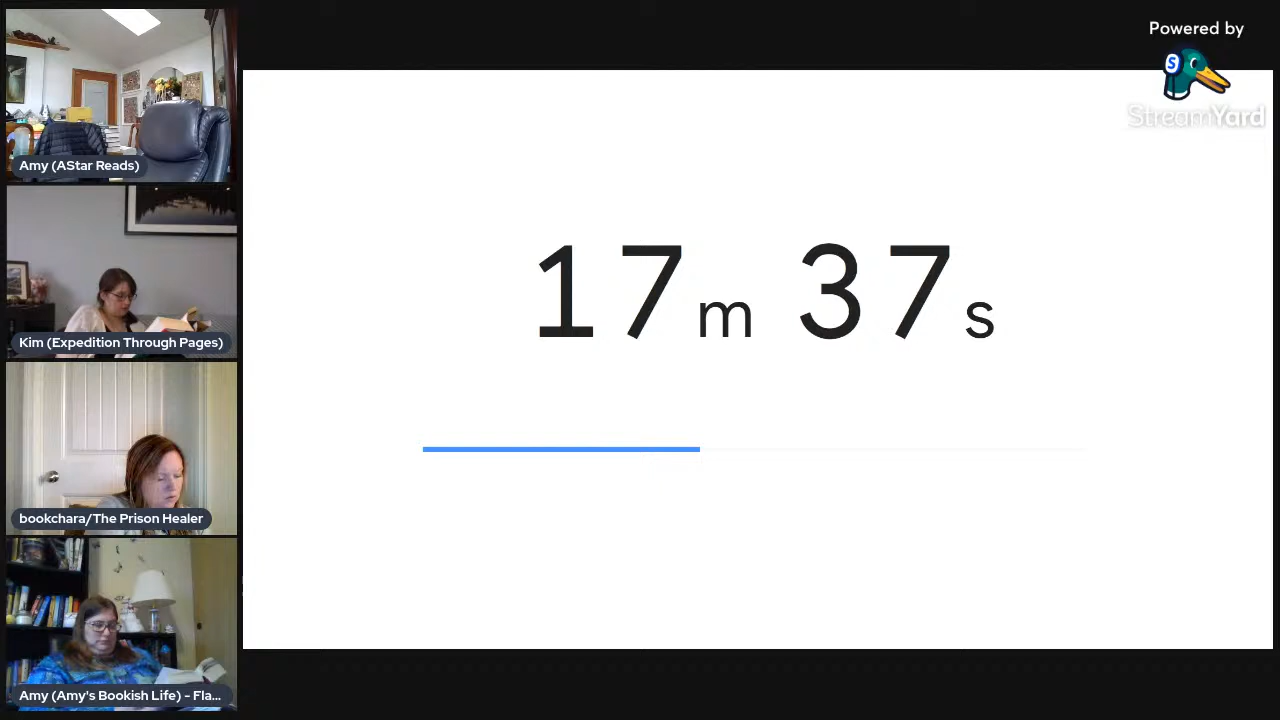 Powered by
S
StreamYard
Amy (AStar Reads)
Kim (Expedition Through Pages)
bookchara/The Prison Healer
Amy (Amy's Bookish Life) - Fla...
17m 37s